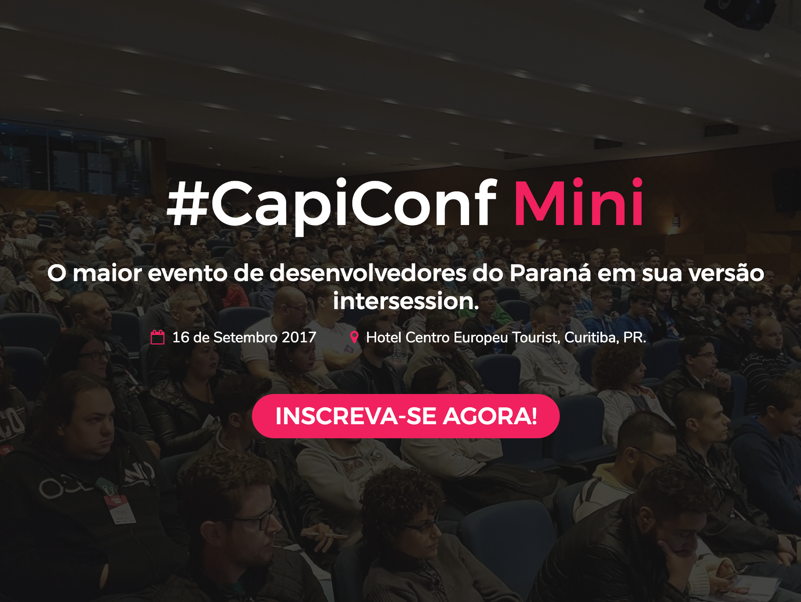 #CapiConf Mini
O maior evento de desenvolvedores do Paraná em sua versão
intersession.
16 de Setembro 2017 Hotel Centro Europeu Tourist, Curitiba, PR.
INSCREVA-SE AGORA!